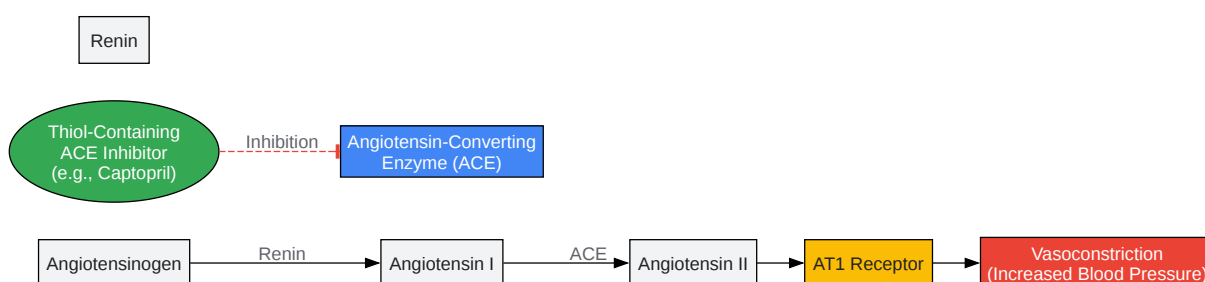 Renin
Thiol-Containing
ACE Inhibitor
(e.g., Captopril)
Inhibition
Angiotensin-Converting
Enzyme (ACE)
Angiotensinogen
Renin
Angiotensin I
ACE
Angiotensin II
AT1 Receptor
Vasoconstriction
(Increased Blood Pressure)